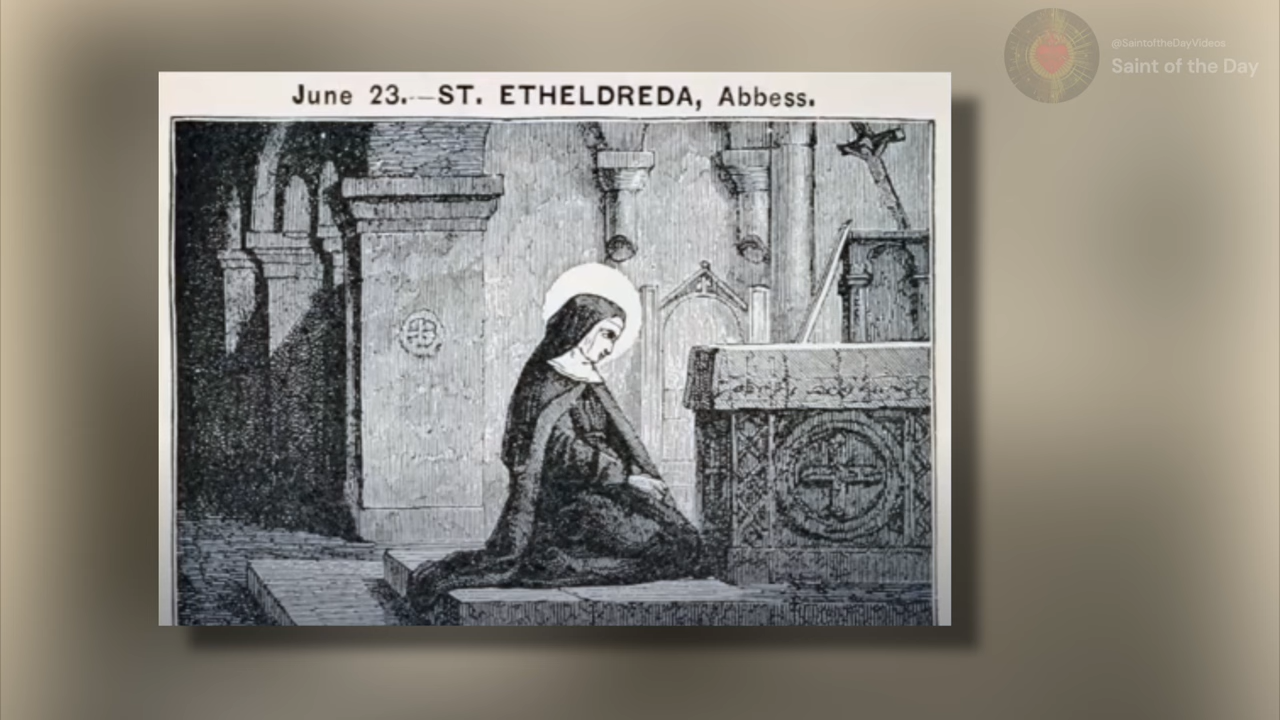 June 23.—ST. ETHELDREDA, Abbess.
@SaintoftheDayVideos
Saint of the Day